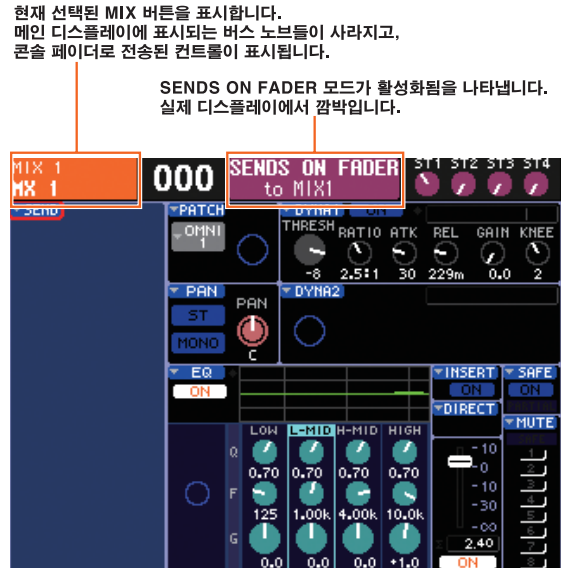 현재 선택된 MIX 버튼을 표시합니다.
메인 디스플레이에 표시되는 버스 노브들이 사라지고,
콘솔 페이더로 전송된 컨트롤이 표시됩니다.
SENDS ON FADER 모드가 활성화됨을 나타냅니다.
실제 디스플레이에서 깜박입니다.
MIX 1
MX 1
000
SENDS ON FADER
to MIX1
ST1 ST2 ST3 ST4
SEND
PATCH
OMNI
1
DYNA1
ON
THRESH RATIO ATK REL GAIN KNEE
-8 2.5:1 30 229m 0.0 2
PAN
ST
MONO
PAN
C
DYNA2
EQ
ON
INSERT
ON
SAFE
ON
DIRECT
MUTE
LOW L-MID H-MID HIGH
Q
0.70 0.70 0.70 0.70
F
125 1.00k 4.00k 10.0k
G
0.0 0.0 0.0 +1.0
10
0
-10
-30
-∞
2.40
ON
1
2
3
4
5
6
7
8